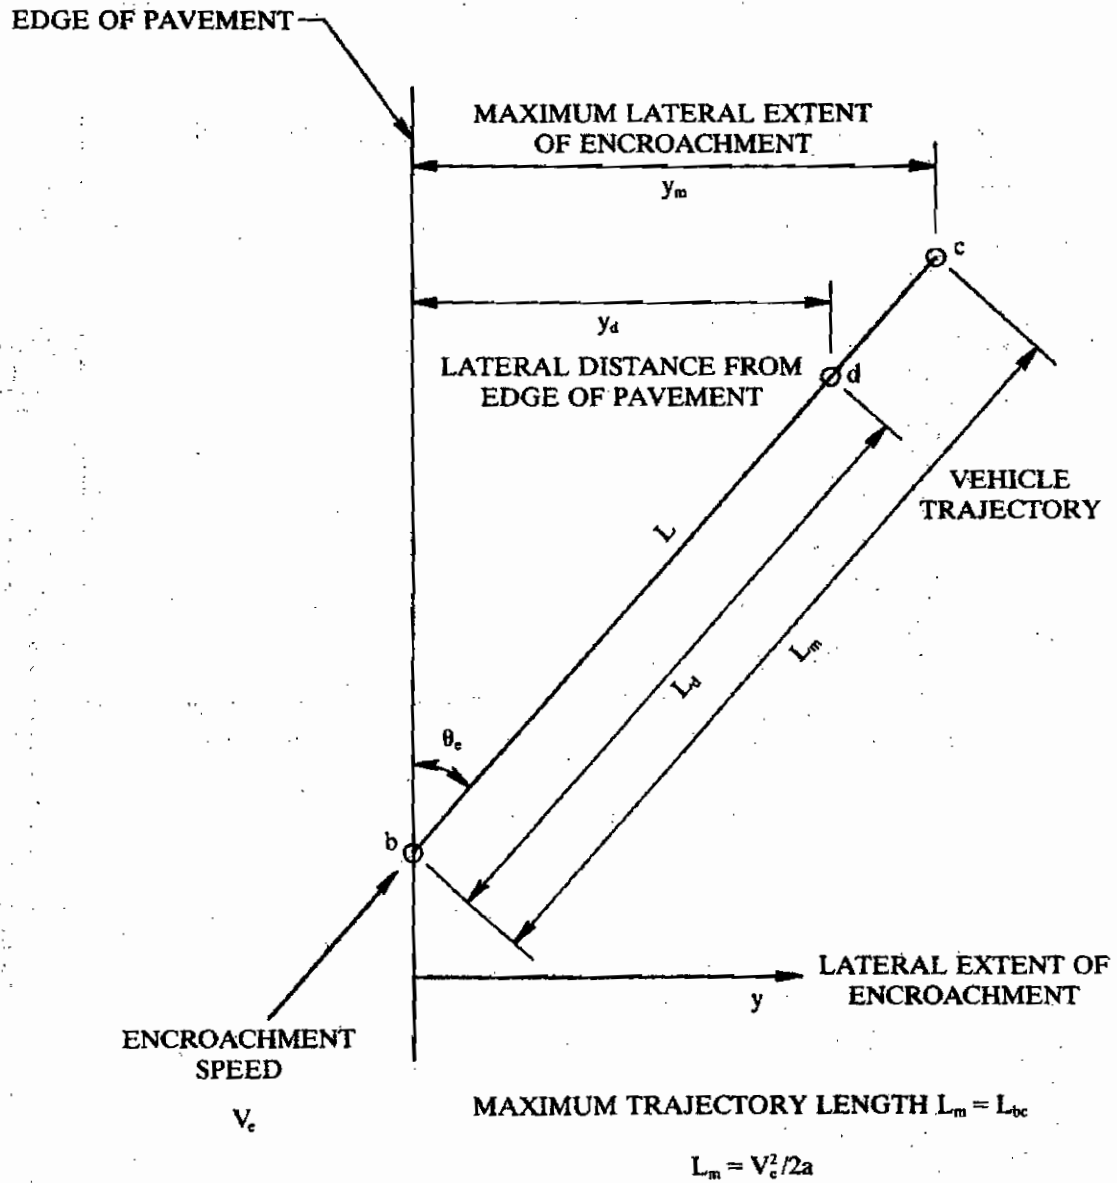 EDGE OF PAVEMENT
MAXIMUM LATERAL EXTENT
OF ENCROACHMENT
yₘ
c
y_d
LATERAL DISTANCE FROM
EDGE OF PAVEMENT
d
VEHICLE
TRAJECTORY
L
Lₘ
L_d
θₑ
b
LATERAL EXTENT OF
ENCROACHMENT
y
ENCROACHMENT
SPEED
Vₑ
MAXIMUM TRAJECTORY LENGTH Lₘ = L_bc
Lₘ = Vₑ²/2a